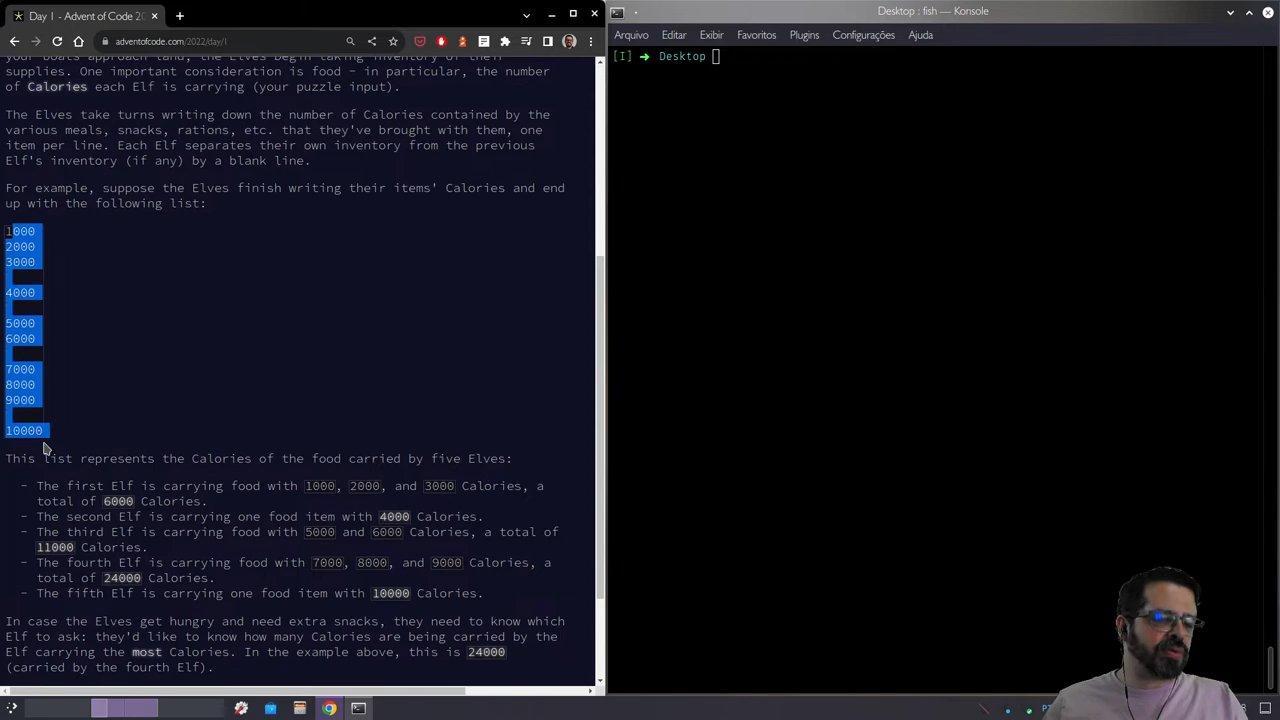 Day 1 - Advent of Code 20
adventofcode.com/2022/day/1
your boats approach land, the Elves begin taking inventory of their
supplies. One important consideration is food - in particular, the number
of Calories each Elf is carrying (your puzzle input).
The Elves take turns writing down the number of Calories contained by the
various meals, snacks, rations, etc. that they've brought with them, one
item per line. Each Elf separates their own inventory from the previous
Elf's inventory (if any) by a blank line.
For example, suppose the Elves finish writing their items' Calories and end
up with the following list:
1000
2000
3000
4000
5000
6000
7000
8000
9000
10000
This list represents the Calories of the food carried by five Elves:
- The first Elf is carrying food with 1000, 2000, and 3000 Calories, a
total of 6000 Calories.
- The second Elf is carrying one food item with 4000 Calories.
- The third Elf is carrying food with 5000 and 6000 Calories, a total of
11000 Calories.
- The fourth Elf is carrying food with 7000, 8000, and 9000 Calories, a
total of 24000 Calories.
- The fifth Elf is carrying one food item with 10000 Calories.
In case the Elves get hungry and need extra snacks, they need to know which
Elf to ask: they'd like to know how many Calories are being carried by the
Elf carrying the most Calories. In the example above, this is 24000
(carried by the fourth Elf).
Desktop : fish — Konsole
Arquivo Editar Exibir Favoritos Plugins Configurações Ajuda
[I] ➜ Desktop